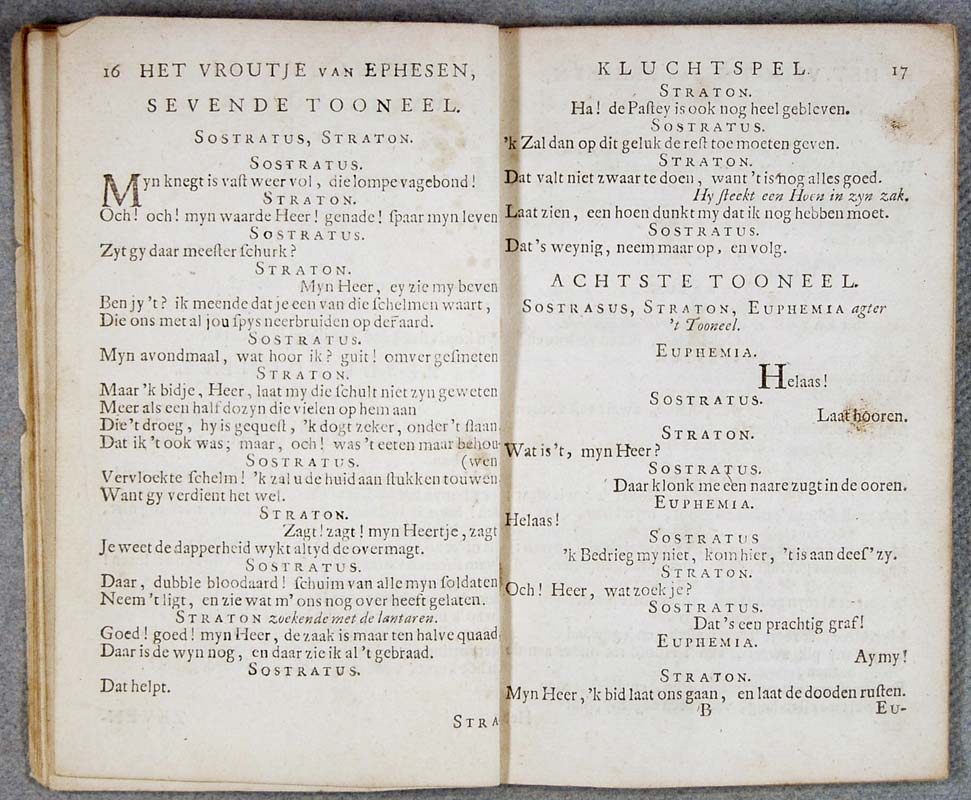 16 HET VROUTJE VAN EPHESEN,
SEVENDE TOONEEL.
SOSTRATUS, STRATON.
SOSTRATUS.
Myn knegt is vaſt weer vol, die lompe vagebond!
STRATON.
Och! och! myn waarde Heer! genade! ſpaar myn leven
SOSTRATUS.
Zyt gy daar meeſter ſchurk?
STRATON.
Myn Heer, ey zie my beven
Ben jy 't? ik meende dat je een van die ſchelmen waart,
Die ons met al jou ſpys neerbruiden op der aard.
SOSTRATUS.
Myn avondmaal, wat hoor ik? guit! omver geſmeten
STRATON.
Maar 'k bidje, Heer, laat my die ſchult niet zyn geweten
Meer als een half dozyn die vielen op hem aan
Die 't droeg, hy is gequeſt, 'k dogt zeker, onder 't ſlaan
Dat ik 't ook was; maar, och! was 't eeten maar behou-
SOSTRATUS. (wen
Vervloekte ſchelm! 'k zal u de huid aan ſtukken touwen
Want gy verdient het wel.
STRATON.
Zagt! zagt! myn Heertje, zagt
Je weet de dapperheid wykt altyd de overmagt.
SOSTRATUS.
Daar, dubble bloodaard! ſchuim van alle myn ſoldaten
Neem 't ligt, en zie wat m' ons nog over heeft gelaten.
STRATON zoekende met de lantaren.
Goed! goed! myn Heer, de zaak is maar ten halve quaad
Daar is de wyn nog, en daar zie ik al 't gebraad.
SOSTRATUS.
Dat helpt.
STRA
KLUCHTSPEL. 17
STRATON.
Ha! de Paſtey is ook nog heel gebleven.
SOSTRATUS.
'k Zal dan op dit geluk de reſt toe moeten geven.
STRATON.
Dat valt niet zwaar te doen, want 't is nog alles goed.
Hy ſteekt een Hoen in zyn zak.
Laat zien, een hoen dunkt my dat ik nog hebben moet.
SOSTRATUS.
Dat 's weynig, neem maar op, en volg.
ACHTSTE TOONEEL.
SOSTRASUS, STRATON, EUPHEMIA agter
't Tooneel.
EUPHEMIA.
Helaas!
SOSTRATUS.
Laat hooren.
STRATON.
Wat is 't, myn Heer?
SOSTRATUS.
Daar klonk me een naare zugt in de ooren.
EUPHEMIA.
Helaas!
SOSTRATUS
'k Bedrieg my niet, kom hier, 't is aan deeſ' zy.
STRATON.
Och! Heer, wat zoek je?
SOSTRATUS.
Dat 's een prachtig graf!
EUPHEMIA.
Ay my!
STRATON.
Myn Heer, 'k bid laat ons gaan, en laat de dooden ruſten.
B EU-